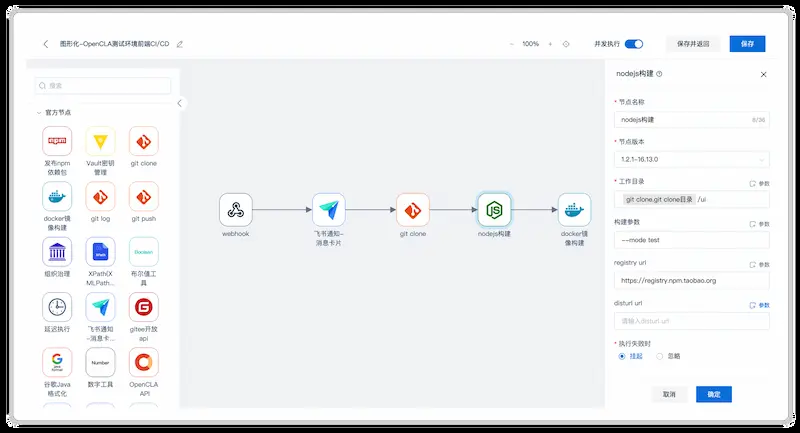 图形化-OpenCLA测试环境前端CI/CD
- 100% +
并发执行
保存并返回
保存
搜索
官方节点
npm
发布npm
依赖包
Vault密钥
管理
git clone
docker镜
像构建
git log
git push
组织治理
XPath(X
MLPath...
Boolean
布尔值工
具
延迟执行
飞书通知
-消息卡...
gitee开放
api
谷歌Java
格式化
Number
数字工具
OpenCLA
API
webhook
飞书通知-
消息卡片
git clone
nodejs构建
docker镜
像构建
nodejs构建
* 节点名称
nodejs构建
8/36
* 节点版本
1.2.1-16.13.0
* 工作目录
参数
git clone.git clone目录 /ui
构建参数
参数
--mode test
registry url
参数
https://registry.npm.taobao.org
disturl url
参数
请输入disturl url
* 执行失败时
挂起
忽略
取消
确定